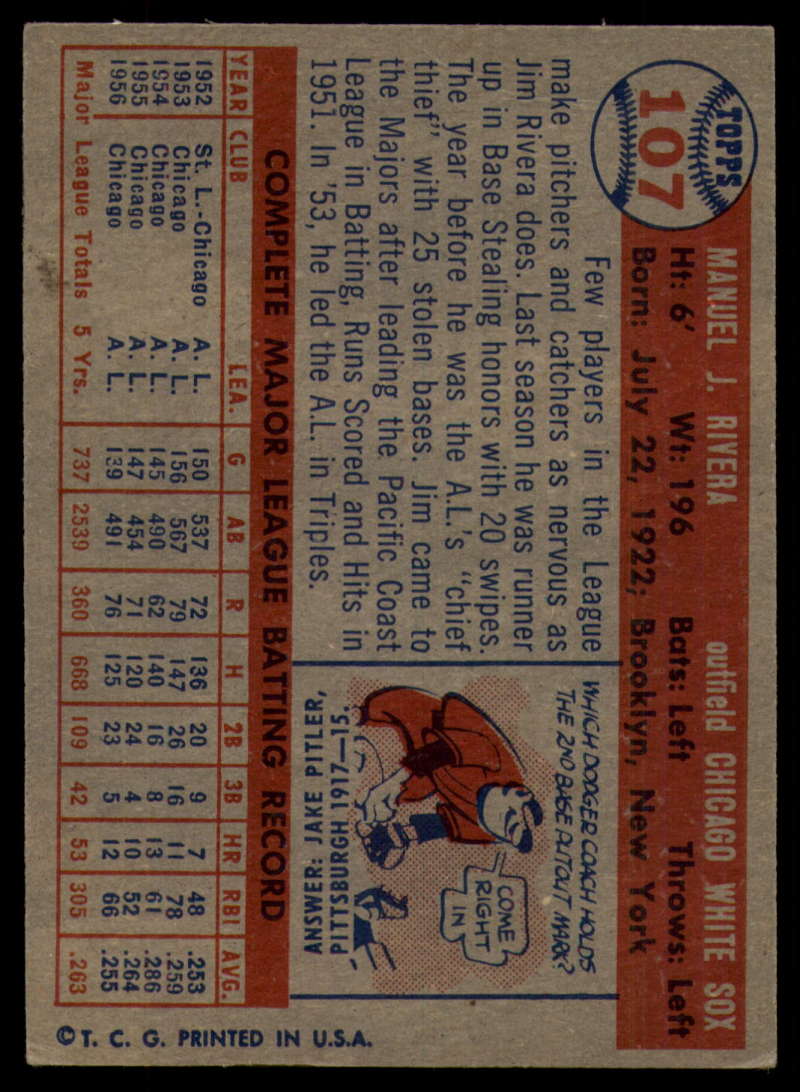 TOPPS
107
MANUEL J. RIVERA outfield CHICAGO WHITE SOX
Ht: 6' Wt: 196 Bats: Left Throws: Left
Born: July 22, 1922; Brooklyn, New York
Few players in the League
make pitchers and catchers as nervous as
Jim Rivera does. Last season he was runner
up in Base Stealing honors with 20 swipes.
The year before he was the A.L.'s "chief
thief" with 25 stolen bases. Jim came to
the Majors after leading the Pacific Coast
League in Batting, Runs Scored and Hits in
1951. In '53, he led the A.L. in Triples.
WHICH DODGER COACH HOLDS
THE 2ND BASE PUTOUT MARK?
COME
RIGHT
IN
ANSWER: JAKE PITLER,
PITTSBURGH 1917—15.
COMPLETE MAJOR LEAGUE BATTING RECORD
YEAR CLUB LEA. G AB R H 2B 3B HR RBI AVG.
1952 St. L.-Chicago A. L. 150 537 72 136 20 9 7 48 .253
1953 Chicago A. L. 156 567 79 147 26 16 11 78 .259
1954 Chicago A. L. 145 490 62 140 16 8 13 61 .286
1955 Chicago A. L. 147 454 71 120 24 4 10 52 .264
1956 Chicago A. L. 139 491 76 125 23 5 12 66 .255
Major League Totals 5 Yrs. 737 2539 360 668 109 42 53 305 .263
© T. C. G. PRINTED IN U.S.A.